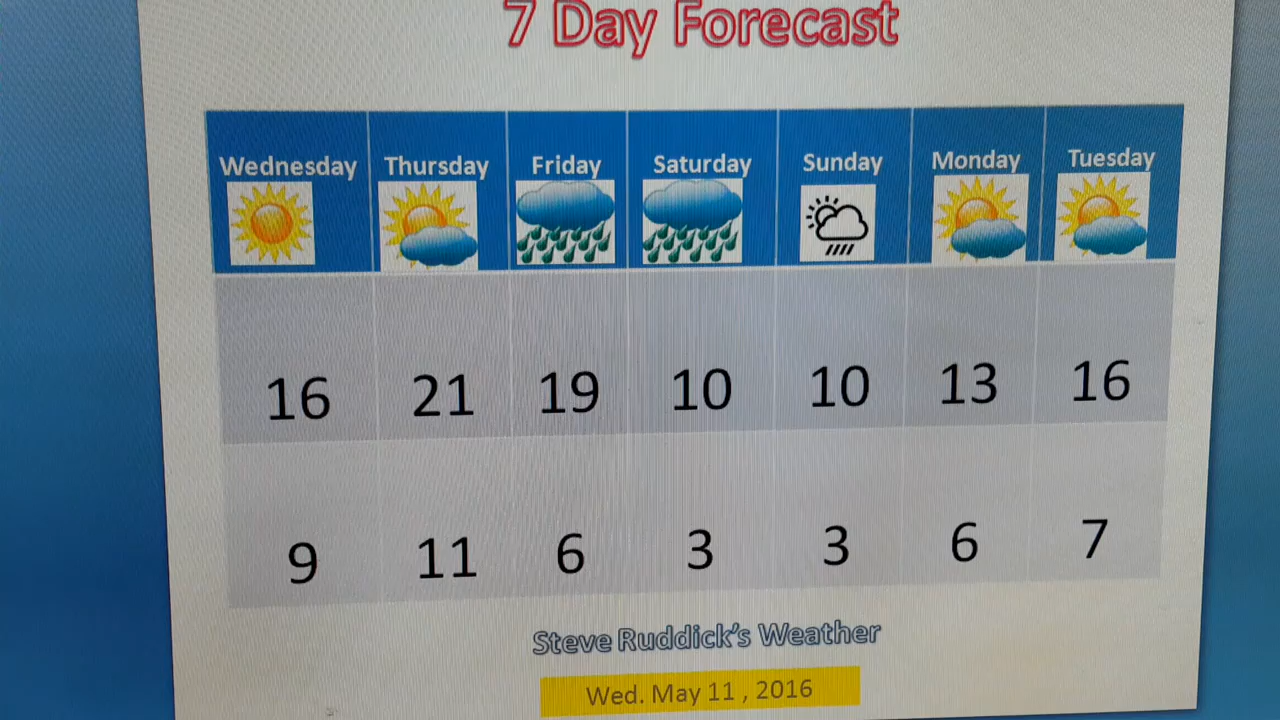 7 Day Forecast
Wednesday Thursday Friday Saturday Sunday Monday Tuesday
16 21 19 10 10 13 16
9 11 6 3 3 6 7
Steve Ruddick's Weather
Wed. May 11 , 2016